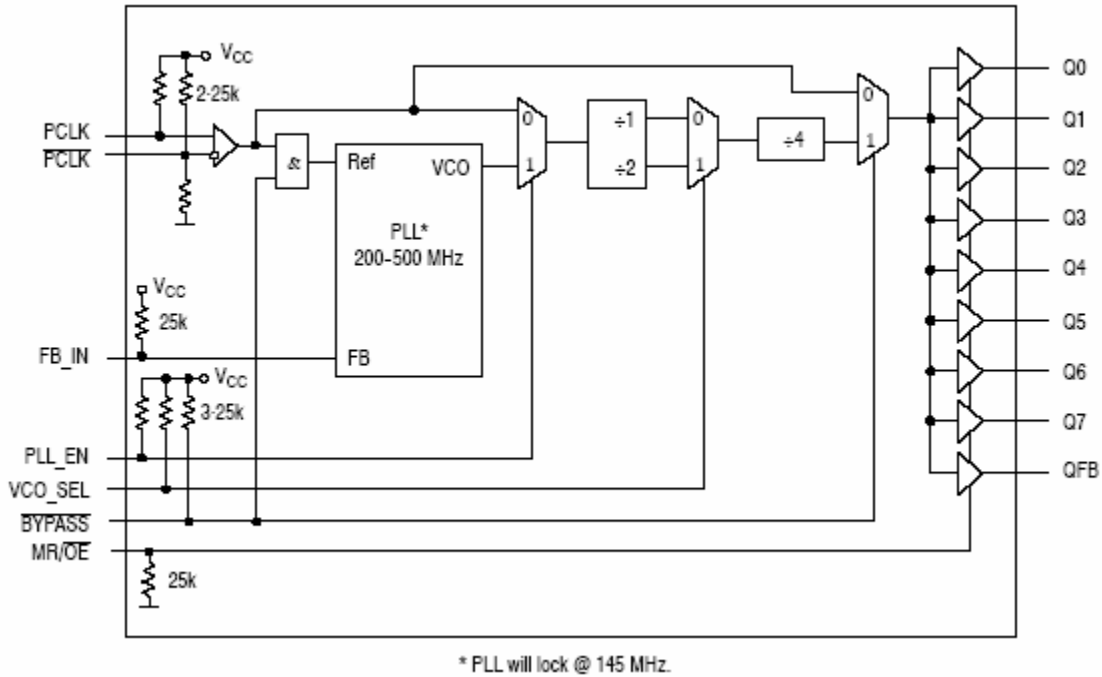 VCC
2-25k
PCLK
PCLK
&
Ref
VCO
PLL*
200-500 MHz
FB
0
1
÷1
÷2
0
1
÷4
0
1
Q0
Q1
Q2
Q3
Q4
Q5
Q6
Q7
QFB
VCC
25k
FB_IN
VCC
3-25k
PLL_EN
VCO_SEL
BYPASS
MR/OE
25k
* PLL will lock @ 145 MHz.